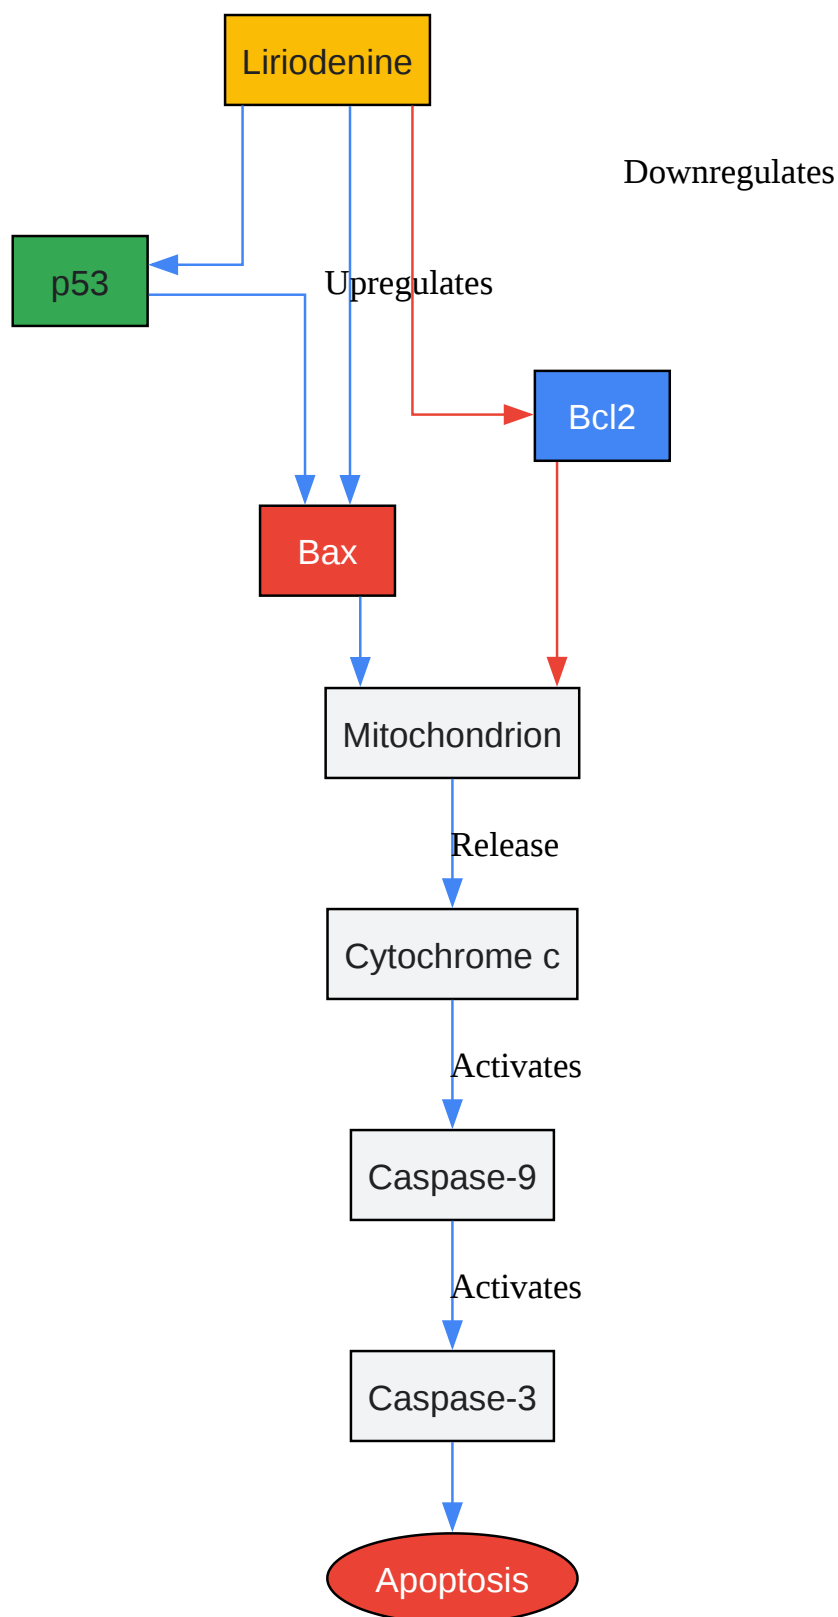 Liriodenine
Downregulates
p53
Upregulates
Bcl2
Bax
Mitochondrion
Release
Cytochrome c
Activates
Caspase-9
Activates
Caspase-3
Apoptosis